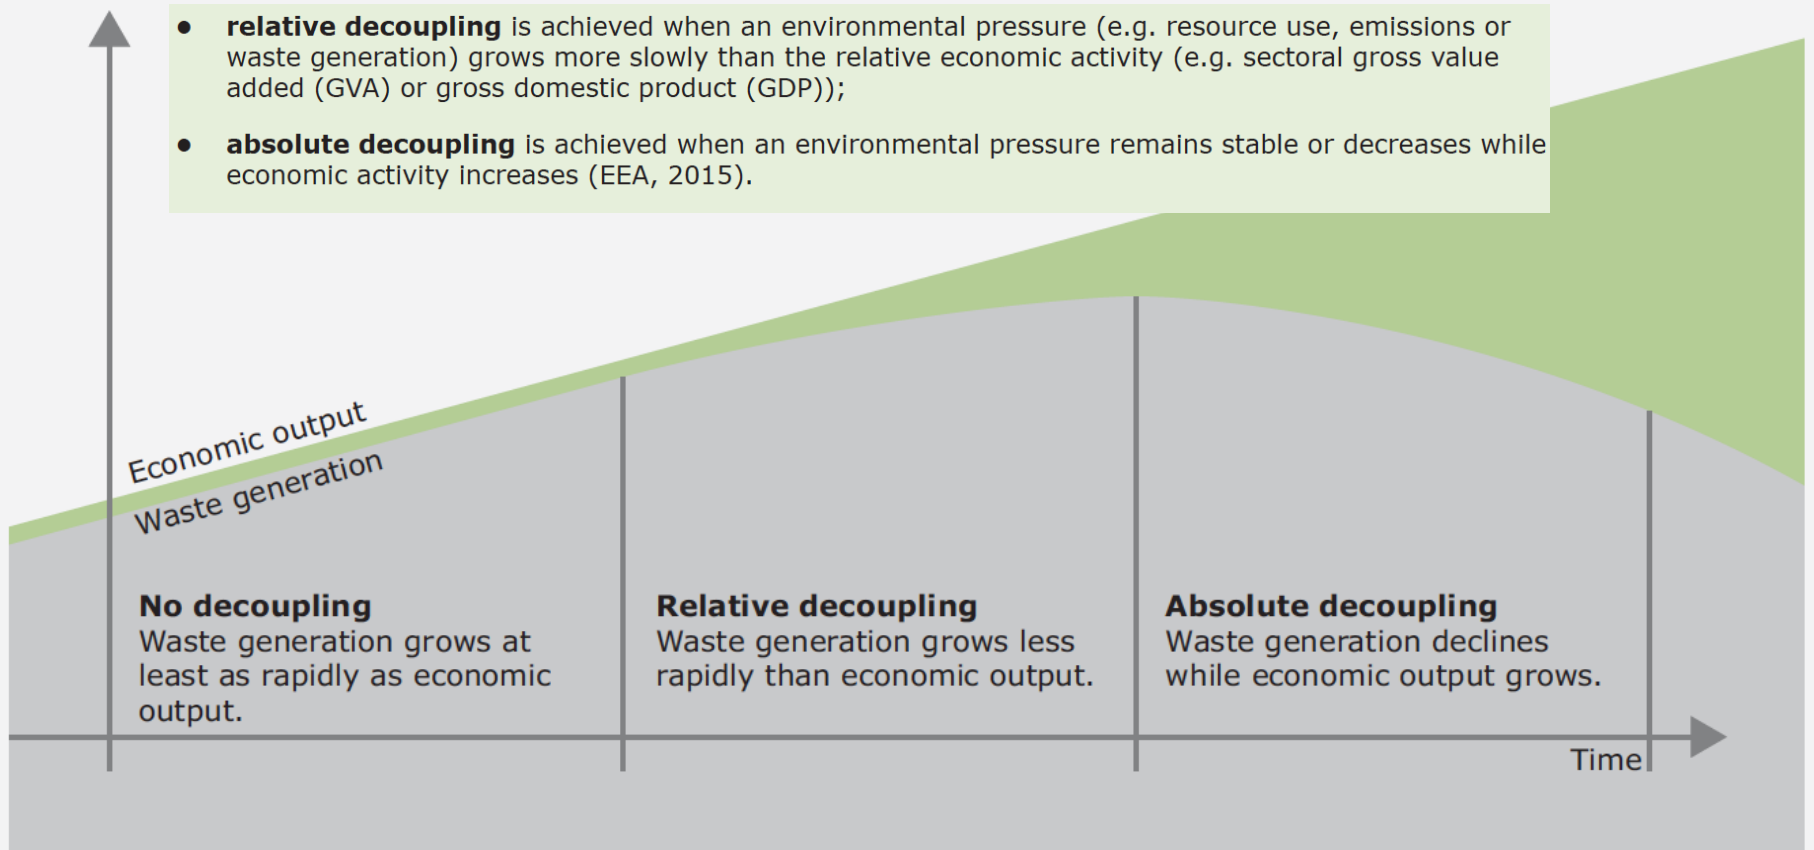 ● relative decoupling is achieved when an environmental pressure (e.g. resource use, emissions or
waste generation) grows more slowly than the relative economic activity (e.g. sectoral gross value
added (GVA) or gross domestic product (GDP));
● absolute decoupling is achieved when an environmental pressure remains stable or decreases while
economic activity increases (EEA, 2015).
Economic output
Waste generation
No decoupling
Waste generation grows at
least as rapidly as economic
output.
Relative decoupling
Waste generation grows less
rapidly than economic output.
Absolute decoupling
Waste generation declines
while economic output grows.
Time